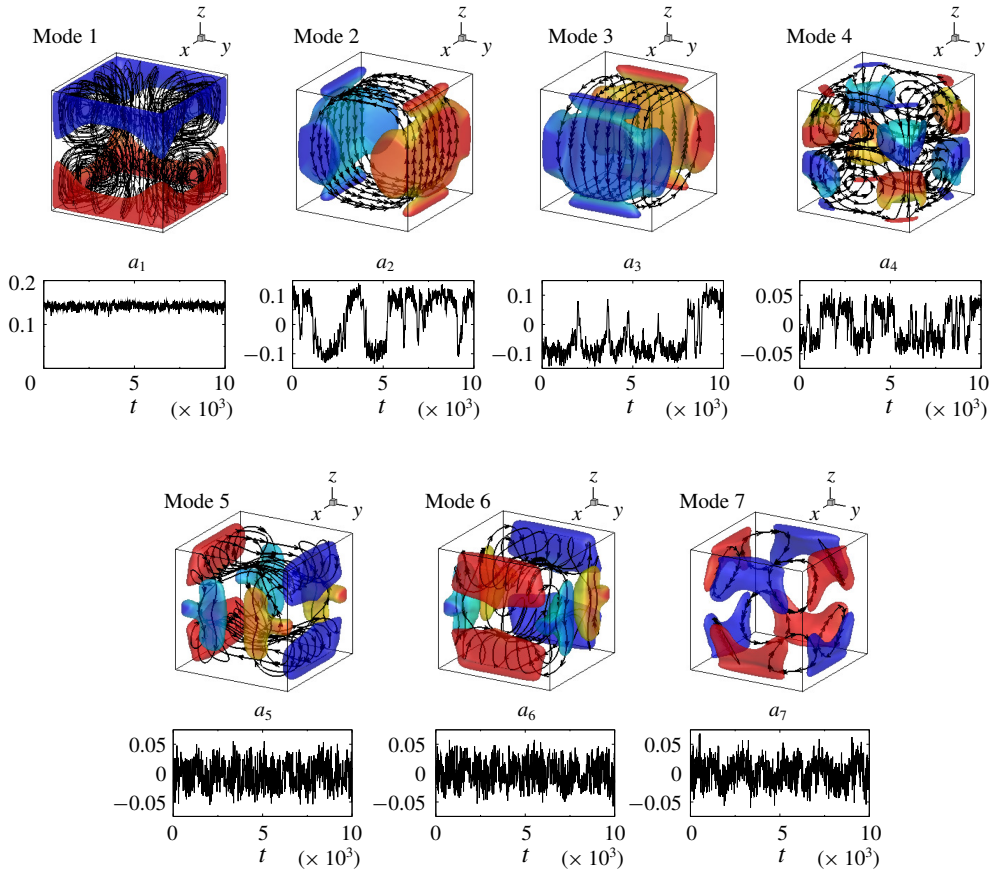 z z z z
Mode 1 x y Mode 2 x y Mode 3 x y Mode 4 x y
a1 a2 a3 a4
0.2 0.1 0.1 0.05
0.1 0 0 0
−0.1 −0.1 −0.05
0 0 5 10 0 5 10 0 5 10 0 5 10
t (× 10³) t (× 10³) t (× 10³) t (× 10³)
z z z
Mode 5 x y Mode 6 x y Mode 7 x y
a5 a6 a7
0.05 0.05 0.05
0 0 0
−0.05 −0.05 −0.05
0 5 10 0 5 10 0 5 10
t (× 10³) t (× 10³) t (× 10³)